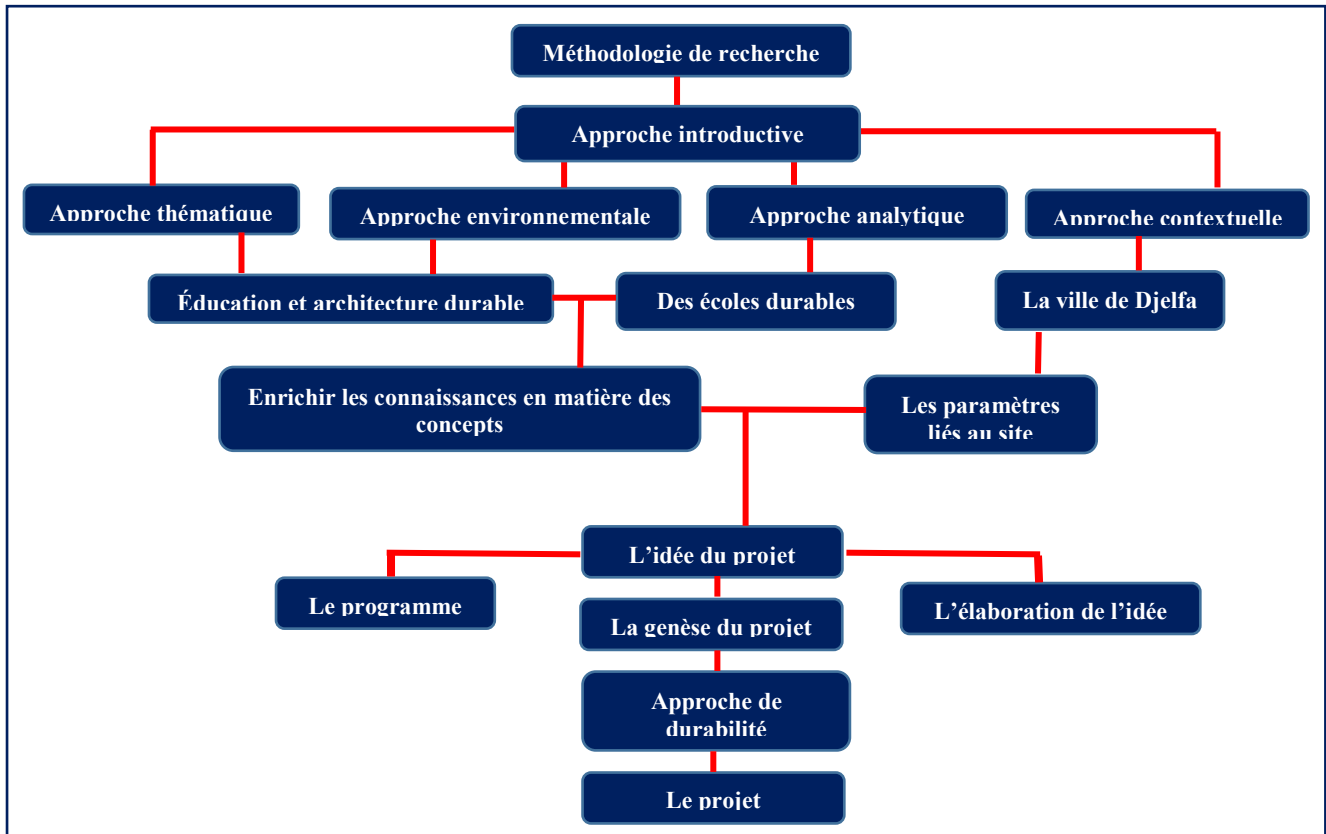 Méthodologie de recherche
Approche introductive
Approche thématique
Approche environnementale
Approche analytique
Approche contextuelle
Éducation et architecture durable
Des écoles durables
La ville de Djelfa
Enrichir les connaissances en matière des
concepts
Les paramètres
liés au site
L’idée du projet
Le programme
La genèse du projet
L’élaboration de l’idée
Approche de
durabilité
Le projet